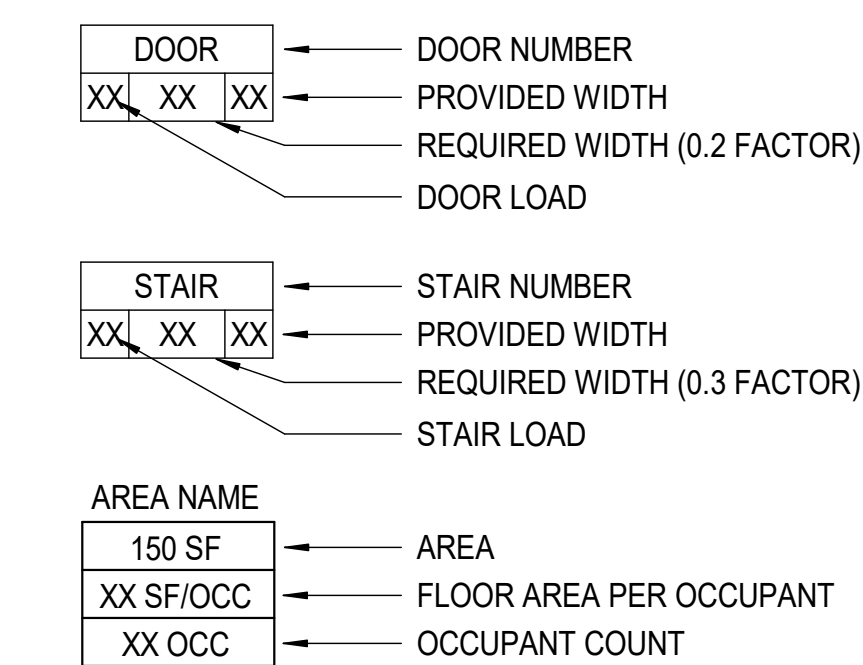 DOOR DOOR NUMBER
XX XX XX PROVIDED WIDTH
REQUIRED WIDTH (0.2 FACTOR)
DOOR LOAD
STAIR STAIR NUMBER
XX XX XX PROVIDED WIDTH
REQUIRED WIDTH (0.3 FACTOR)
STAIR LOAD
AREA NAME
150 SF AREA
XX SF/OCC FLOOR AREA PER OCCUPANT
XX OCC OCCUPANT COUNT